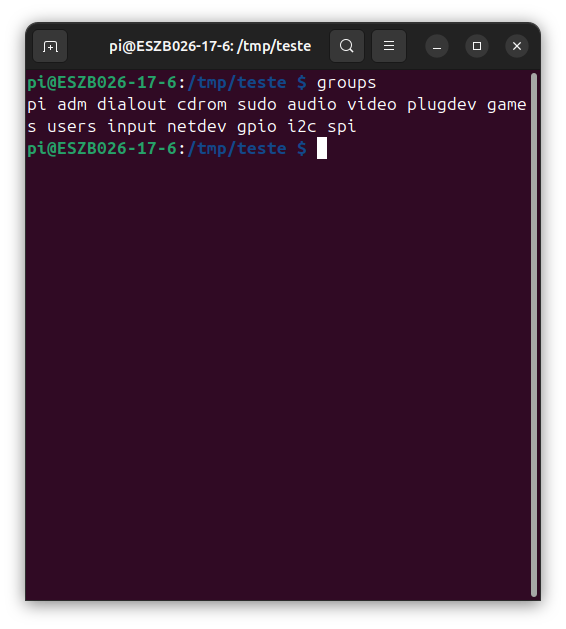 pi@ESZB026-17-6: /tmp/teste
pi@ESZB026-17-6:/tmp/teste $ groups
pi adm dialout cdrom sudo audio video plugdev game
s users input netdev gpio i2c spi
pi@ESZB026-17-6:/tmp/teste $